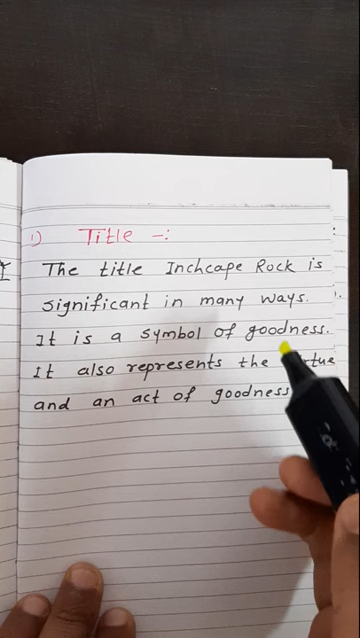 1) Title -:
The title Inchcape Rock is
significant in many ways.
It is a symbol of goodness.
It also represents the
and an act of goodness